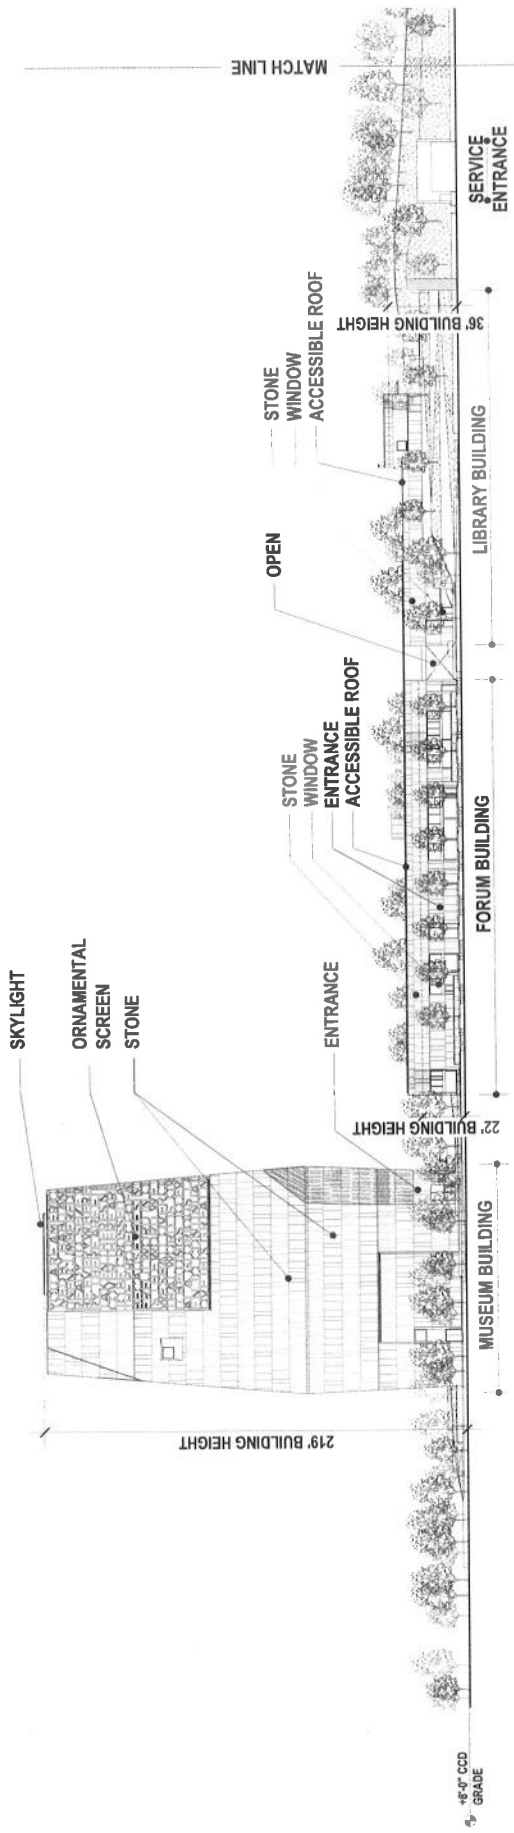 SKYLIGHT
ORNAMENTAL
SCREEN
STONE
ENTRANCE
219' BUILDING HEIGHT
MUSEUM BUILDING
22' BUILDING HEIGHT
STONE
WINDOW
ENTRANCE
ACCESSIBLE ROOF
FORUM BUILDING
OPEN
STONE
WINDOW
ACCESSIBLE ROOF
LIBRARY BUILDING
36' BUILDING HEIGHT
SERVICE
ENTRANCE
MATCH LINE
+8'-0" CCD
GRADE